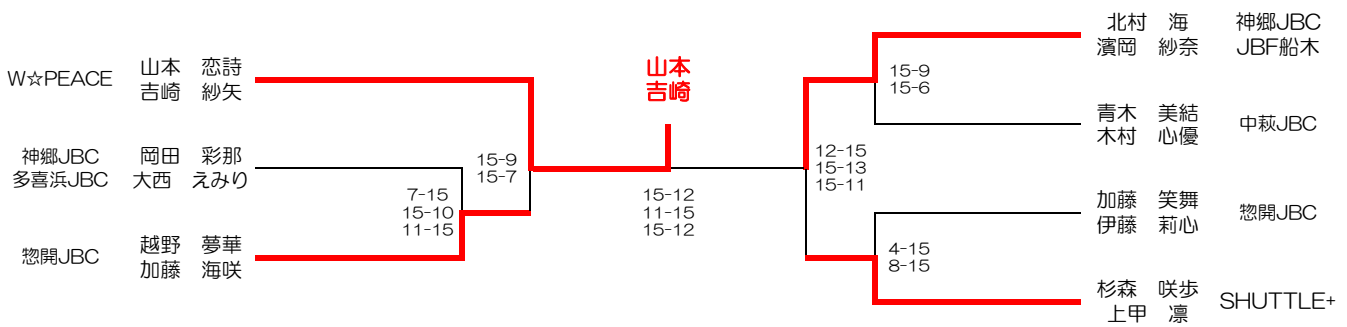 W☆PEACE
山本 恋詩
吉崎 紗矢
神郷JBC 岡田 彩那
多喜浜JBC 大西 えみり
惣開JBC
越野 夢華
加藤 海咲
7-15
15-10
11-15
15-9
15-7
山本
吉崎
15-12
11-15
15-12
12-15
15-13
15-11
15-9
15-6
4-15
8-15
北村 海 神郷JBC
濱岡 紗奈 JBF船木
青木 美結
木村 心優
中萩JBC
加藤 笑舞
伊藤 莉心
惣開JBC
杉森 咲歩
上甲 凛
SHUTTLE+